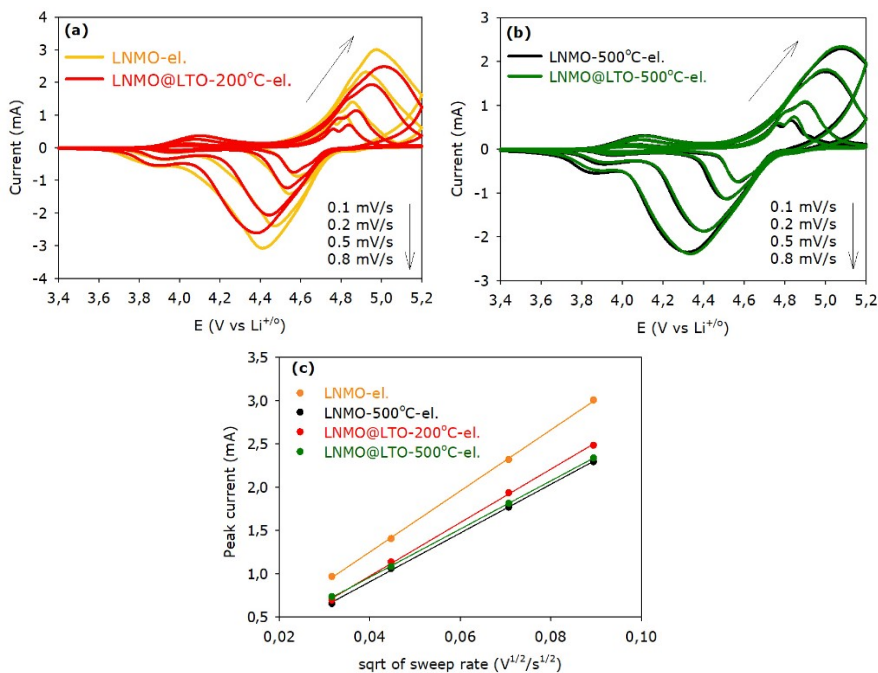 (a)
LNMO-el.
LNMO@LTO-200°C-el.
Current (mA)
4
3
2
1
0
-1
-2
-3
-4
0.1 mV/s
0.2 mV/s
0.5 mV/s
0.8 mV/s
3,4 3,6 3,8 4,0 4,2 4,4 4,6 4,8 5,0 5,2
E (V vs Li+/o)
(b)
LNMO-500°C-el.
LNMO@LTO-500°C-el.
Current (mA)
3
2
1
0
-1
-2
-3
0.1 mV/s
0.2 mV/s
0.5 mV/s
0.8 mV/s
3,4 3,6 3,8 4,0 4,2 4,4 4,6 4,8 5,0 5,2
E (V vs Li+/o)
(c)
LNMO-el.
LNMO-500°C-el.
LNMO@LTO-200°C-el.
LNMO@LTO-500°C-el.
Peak current (mA)
3,5
3,0
2,5
2,0
1,5
1,0
0,5
0,02 0,04 0,06 0,08 0,10
sqrt of sweep rate (V1/2/s1/2)